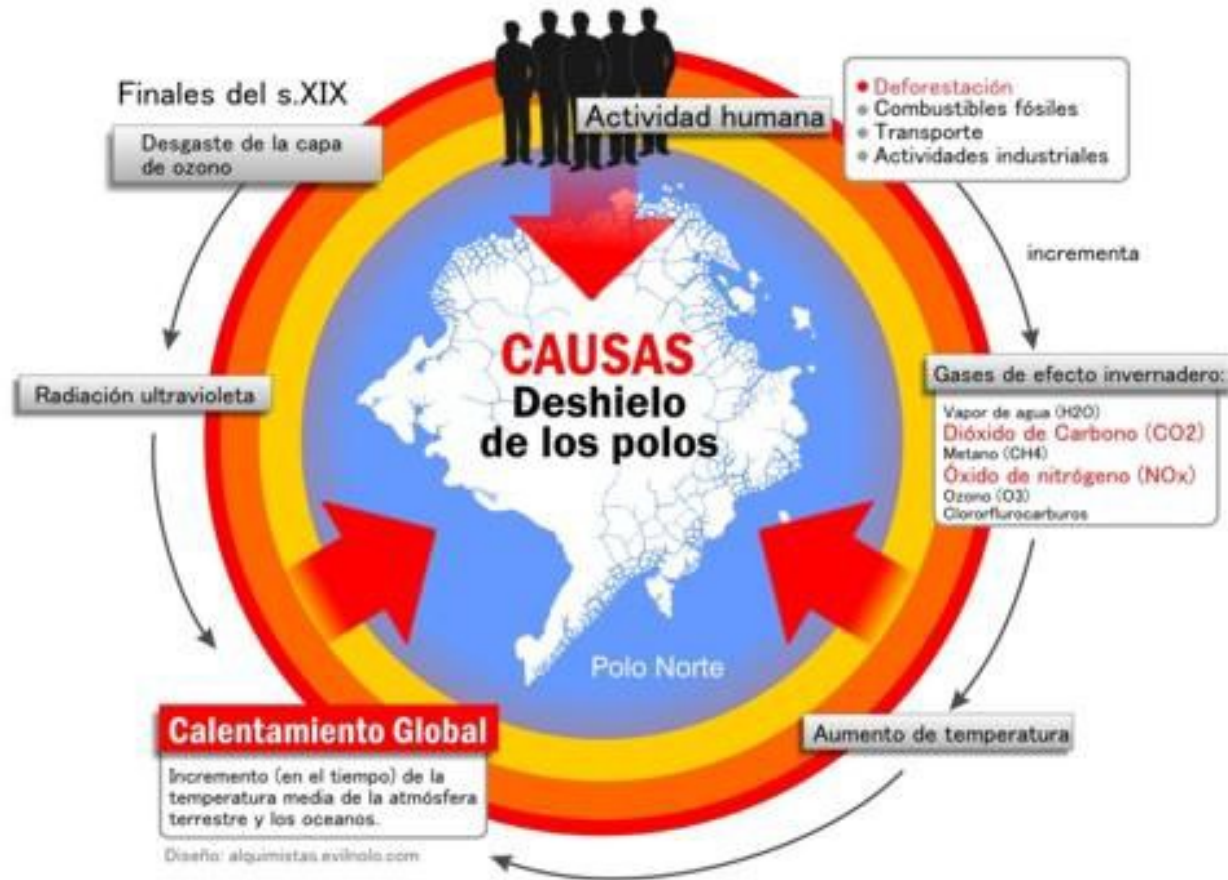 Finales del s.XIX
Desgaste de la capa
de ozono
Radiación ultravioleta
Actividad humana
Deforestación
Combustibles fósiles
Transporte
Actividades industriales
incrementa
Gases de efecto invernadero:
Vapor de agua (H2O)
Dióxido de Carbono (CO2)
Metano (CH4)
Óxido de nitrógeno (NOx)
Ozono (O3)
Clororflurocarburos
Aumento de temperatura
CAUSAS
Deshielo
de los polos
Polo Norte
Calentamiento Global
Incremento (en el tiempo) de la
temperatura media de la atmósfera
terrestre y los oceanos.
Diseño: alquimistas.evilnolo.com